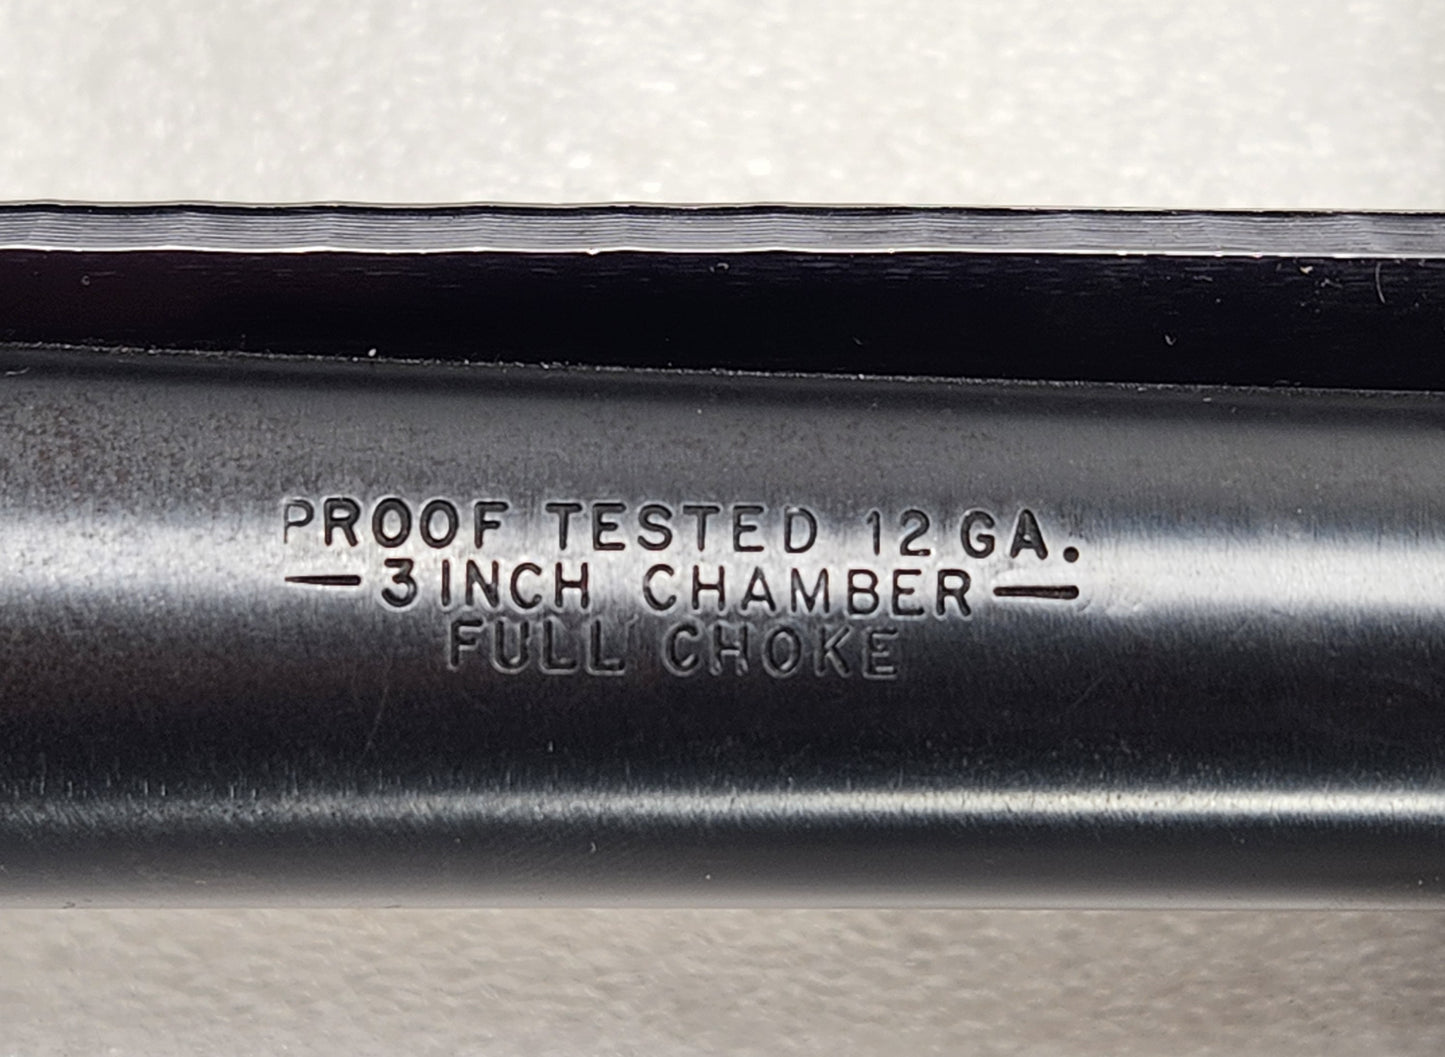 PROOF TESTED 12 GA.
— 3 INCH CHAMBER —
FULL CHOKE